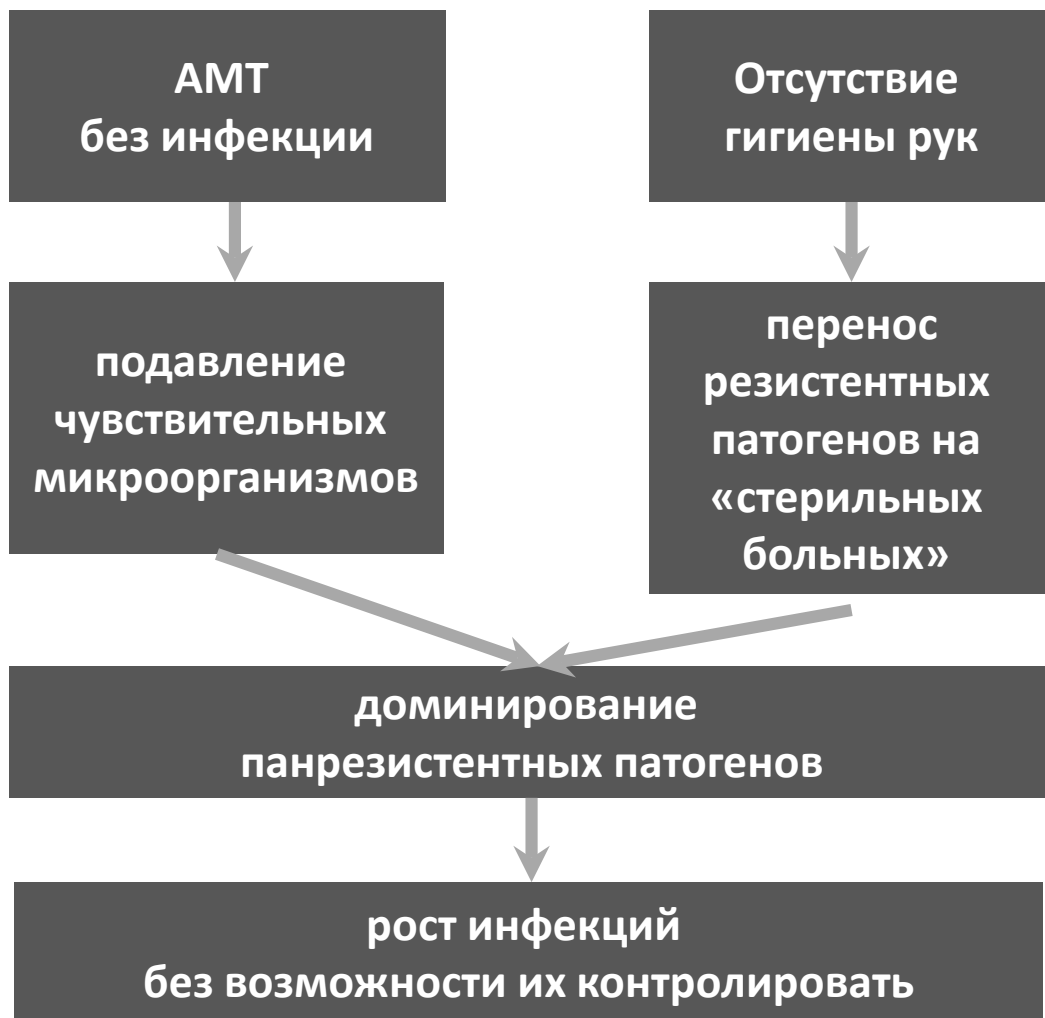 АМТ
без инфекции
Отсутствие
гигиены рук
подавление
чувствительных
микроорганизмов
перенос
резистентных
патогенов на
«стерильных
больных»
доминирование
панрезистентных патогенов
рост инфекций
без возможности их контролировать